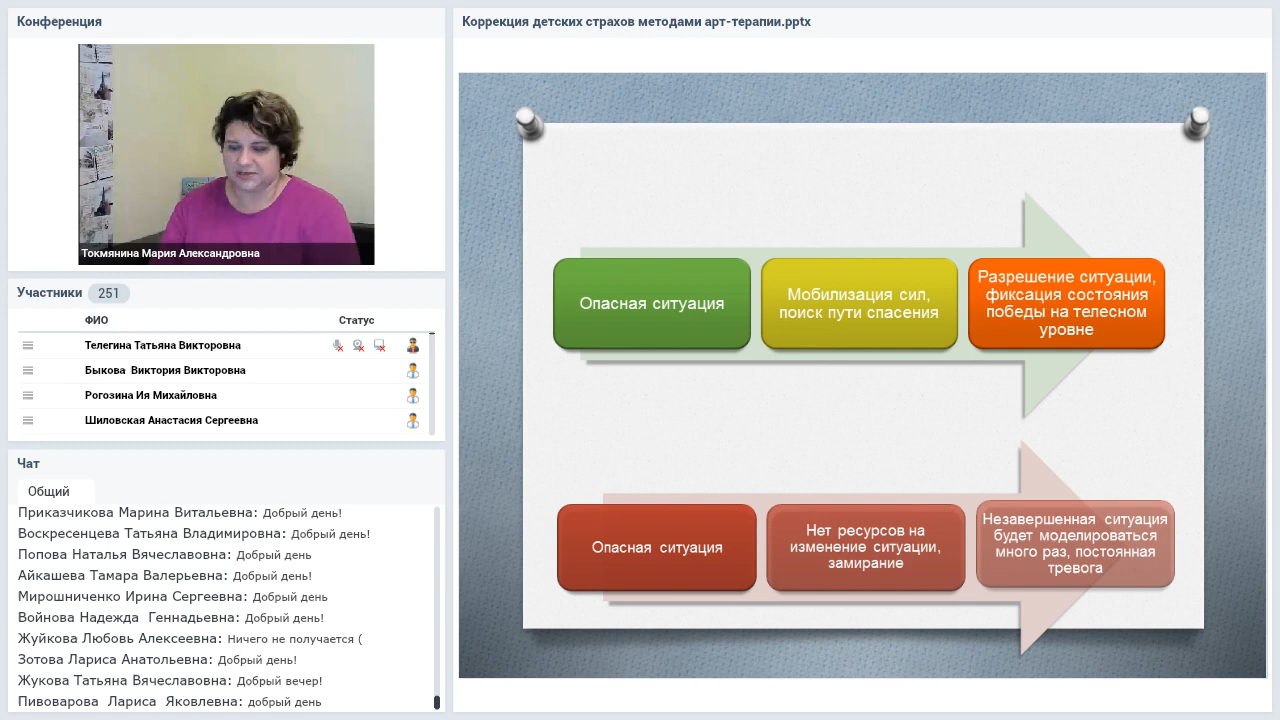 Конференция
Токмянина Мария Александровна
Участники 251
ФИО Статус
Телегина Татьяна Викторовна
Быкова Виктория Викторовна
Рогозина Ия Михайловна
Шиловская Анастасия Сергеевна
Чат
Общий
Приказчикова Марина Витальевна: Добрый день!
Воскресенцева Татьяна Владимировна: Добрый день!
Попова Наталья Вячеславовна: Добрый день
Айкашева Тамара Валерьевна: Добрый день!
Мирошниченко Ирина Сергеевна: Добрый день
Войнова Надежда Геннадьевна: Добрый день!
Жуйкова Любовь Алексеевна: Ничего не получается (
Зотова Лариса Анатольевна: Добрый день!
Жукова Татьяна Вячеславовна: Добрый вечер!
Пивоварова Лариса Яковлевна: добрый день
Коррекция детских страхов методами арт-терапии.pptx
Опасная ситуация
Мобилизация сил,
поиск пути спасения
Разрешение ситуации,
фиксация состояния
победы на телесном
уровне
Опасная ситуация
Нет ресурсов на
изменение ситуации,
замирание
Незавершенная ситуация
будет моделироваться
много раз, постоянная
тревога